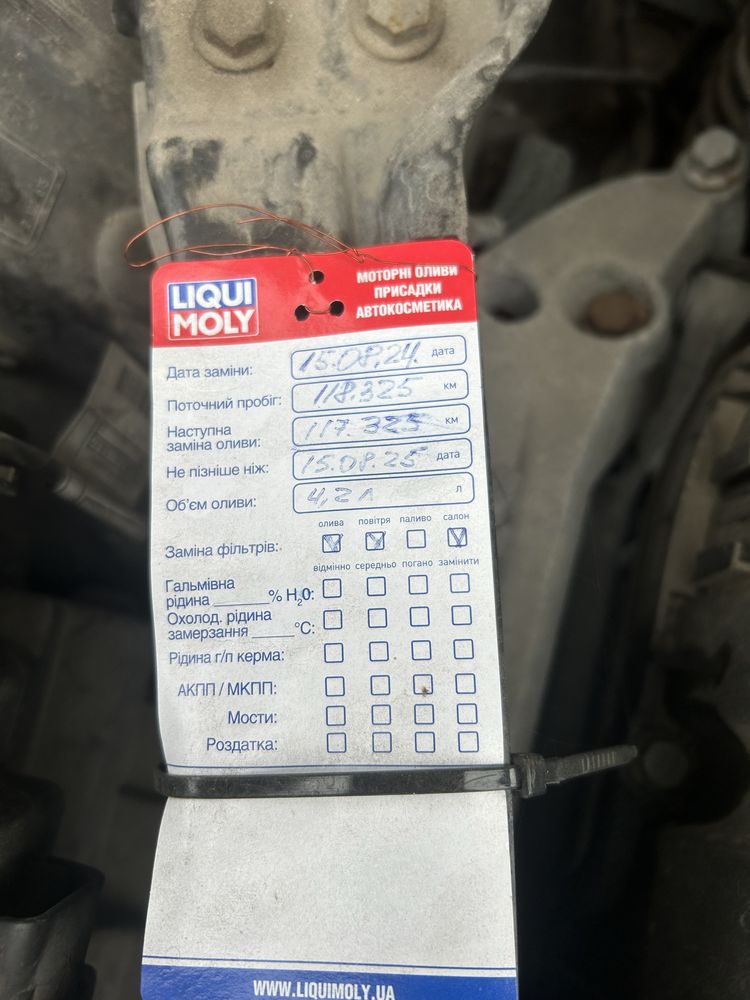 LIQUI
MOLY
МОТОРНІ ОЛИВИ
ПРИСАДКИ
АВТОКОСМЕТИКА
Дата заміни: 15.08.24. дата
Поточний пробіг: 118.325 км
Наступна
заміна оливи: 117.325 км
Не пізніше ніж: 15.08.25 дата
Об'єм оливи: 4,2л л
олива повітря паливо салон
Заміна фільтрів:
відмінно середньо погано замінити
Гальмівна
рідина _____% H₂O:
Охолод. рідина
замерзання _____°C:
Рідина г/п керма:
АКПП / МКПП:
Мости:
Роздатка:
WWW.LIQUIMOLY.UA